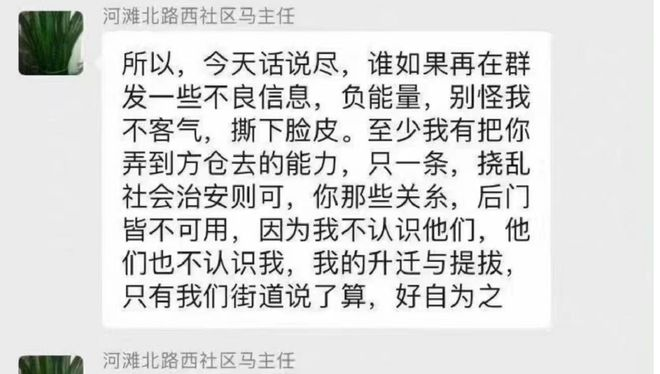 河滩北路西社区马主任
所以，今天话说尽，谁如果再在群
发一些不良信息，负能量，别怪我
不客气，撕下脸皮。至少我有把你
弄到方仓去的能力，只一条，挠乱
社会治安则可，你那些关系，后门
皆不可用，因为我不认识他们，他
们也不认识我，我的升迁与提拔，
只有我们街道说了算，好自为之
河滩北路西社区马主任